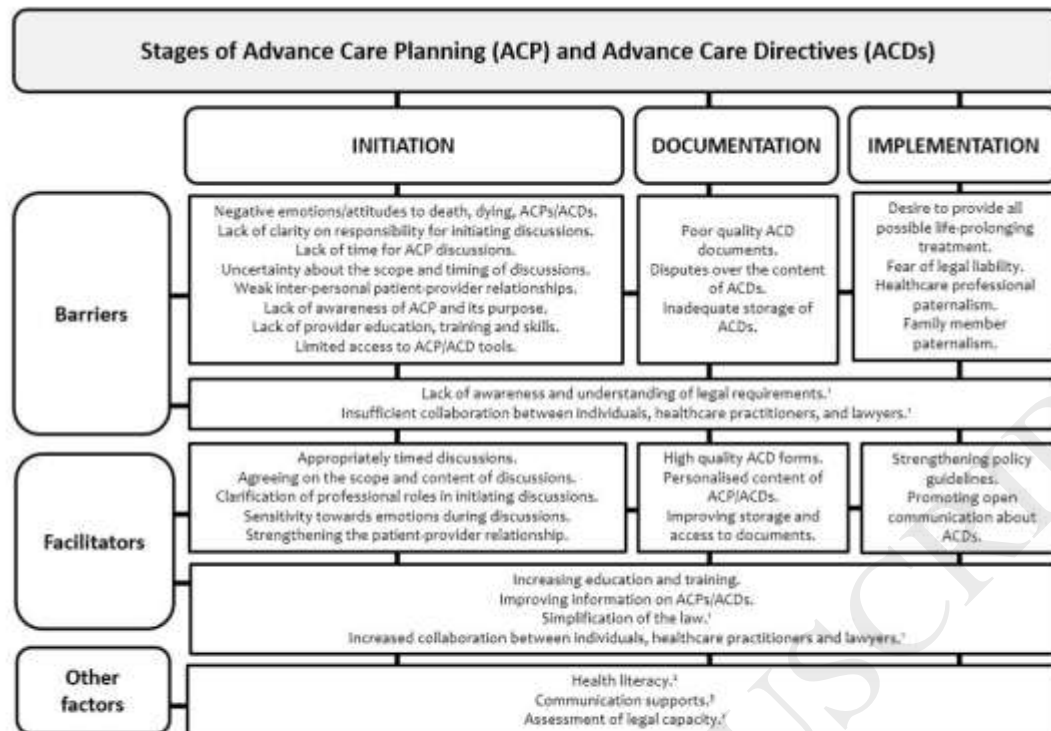 Stages of Advance Care Planning (ACP) and Advance Care Directives (ACDs)
INITIATION
DOCUMENTATION
IMPLEMENTATION
Barriers
Negative emotions/attitudes to death, dying, ACPs/ACDs.
Lack of clarity on responsibility for initiating discussions.
Lack of time for ACP discussions.
Uncertainty about the scope and timing of discussions.
Weak inter-personal patient-provider relationships.
Lack of awareness of ACP and its purpose.
Lack of provider education, training and skills.
Limited access to ACP/ACD tools.
Poor quality ACD
documents.
Disputes over the content
of ACDs.
Inadequate storage of
ACDs.
Desire to provide all
possible life-prolonging
treatment.
Fear of legal liability.
Healthcare professional
paternalism.
Family member
paternalism.
Lack of awareness and understanding of legal requirements.¹
Insufficient collaboration between individuals, healthcare practitioners, and lawyers.¹
Facilitators
Appropriately timed discussions.
Agreeing on the scope and content of discussions.
Clarification of professional roles in initiating discussions.
Sensitivity towards emotions during discussions.
Strengthening the patient-provider relationship.
High quality ACD forms.
Personalised content of
ACP/ACDs.
Improving storage and
access to documents.
Strengthening policy
guidelines.
Promoting open
communication about
ACDs.
Increasing education and training.
Improving information on ACPs/ACDs.
Simplification of the law.¹
Increased collaboration between individuals, healthcare practitioners and lawyers.¹
Other
factors
Health literacy.
Communication supports.
Assessment of legal capacity.